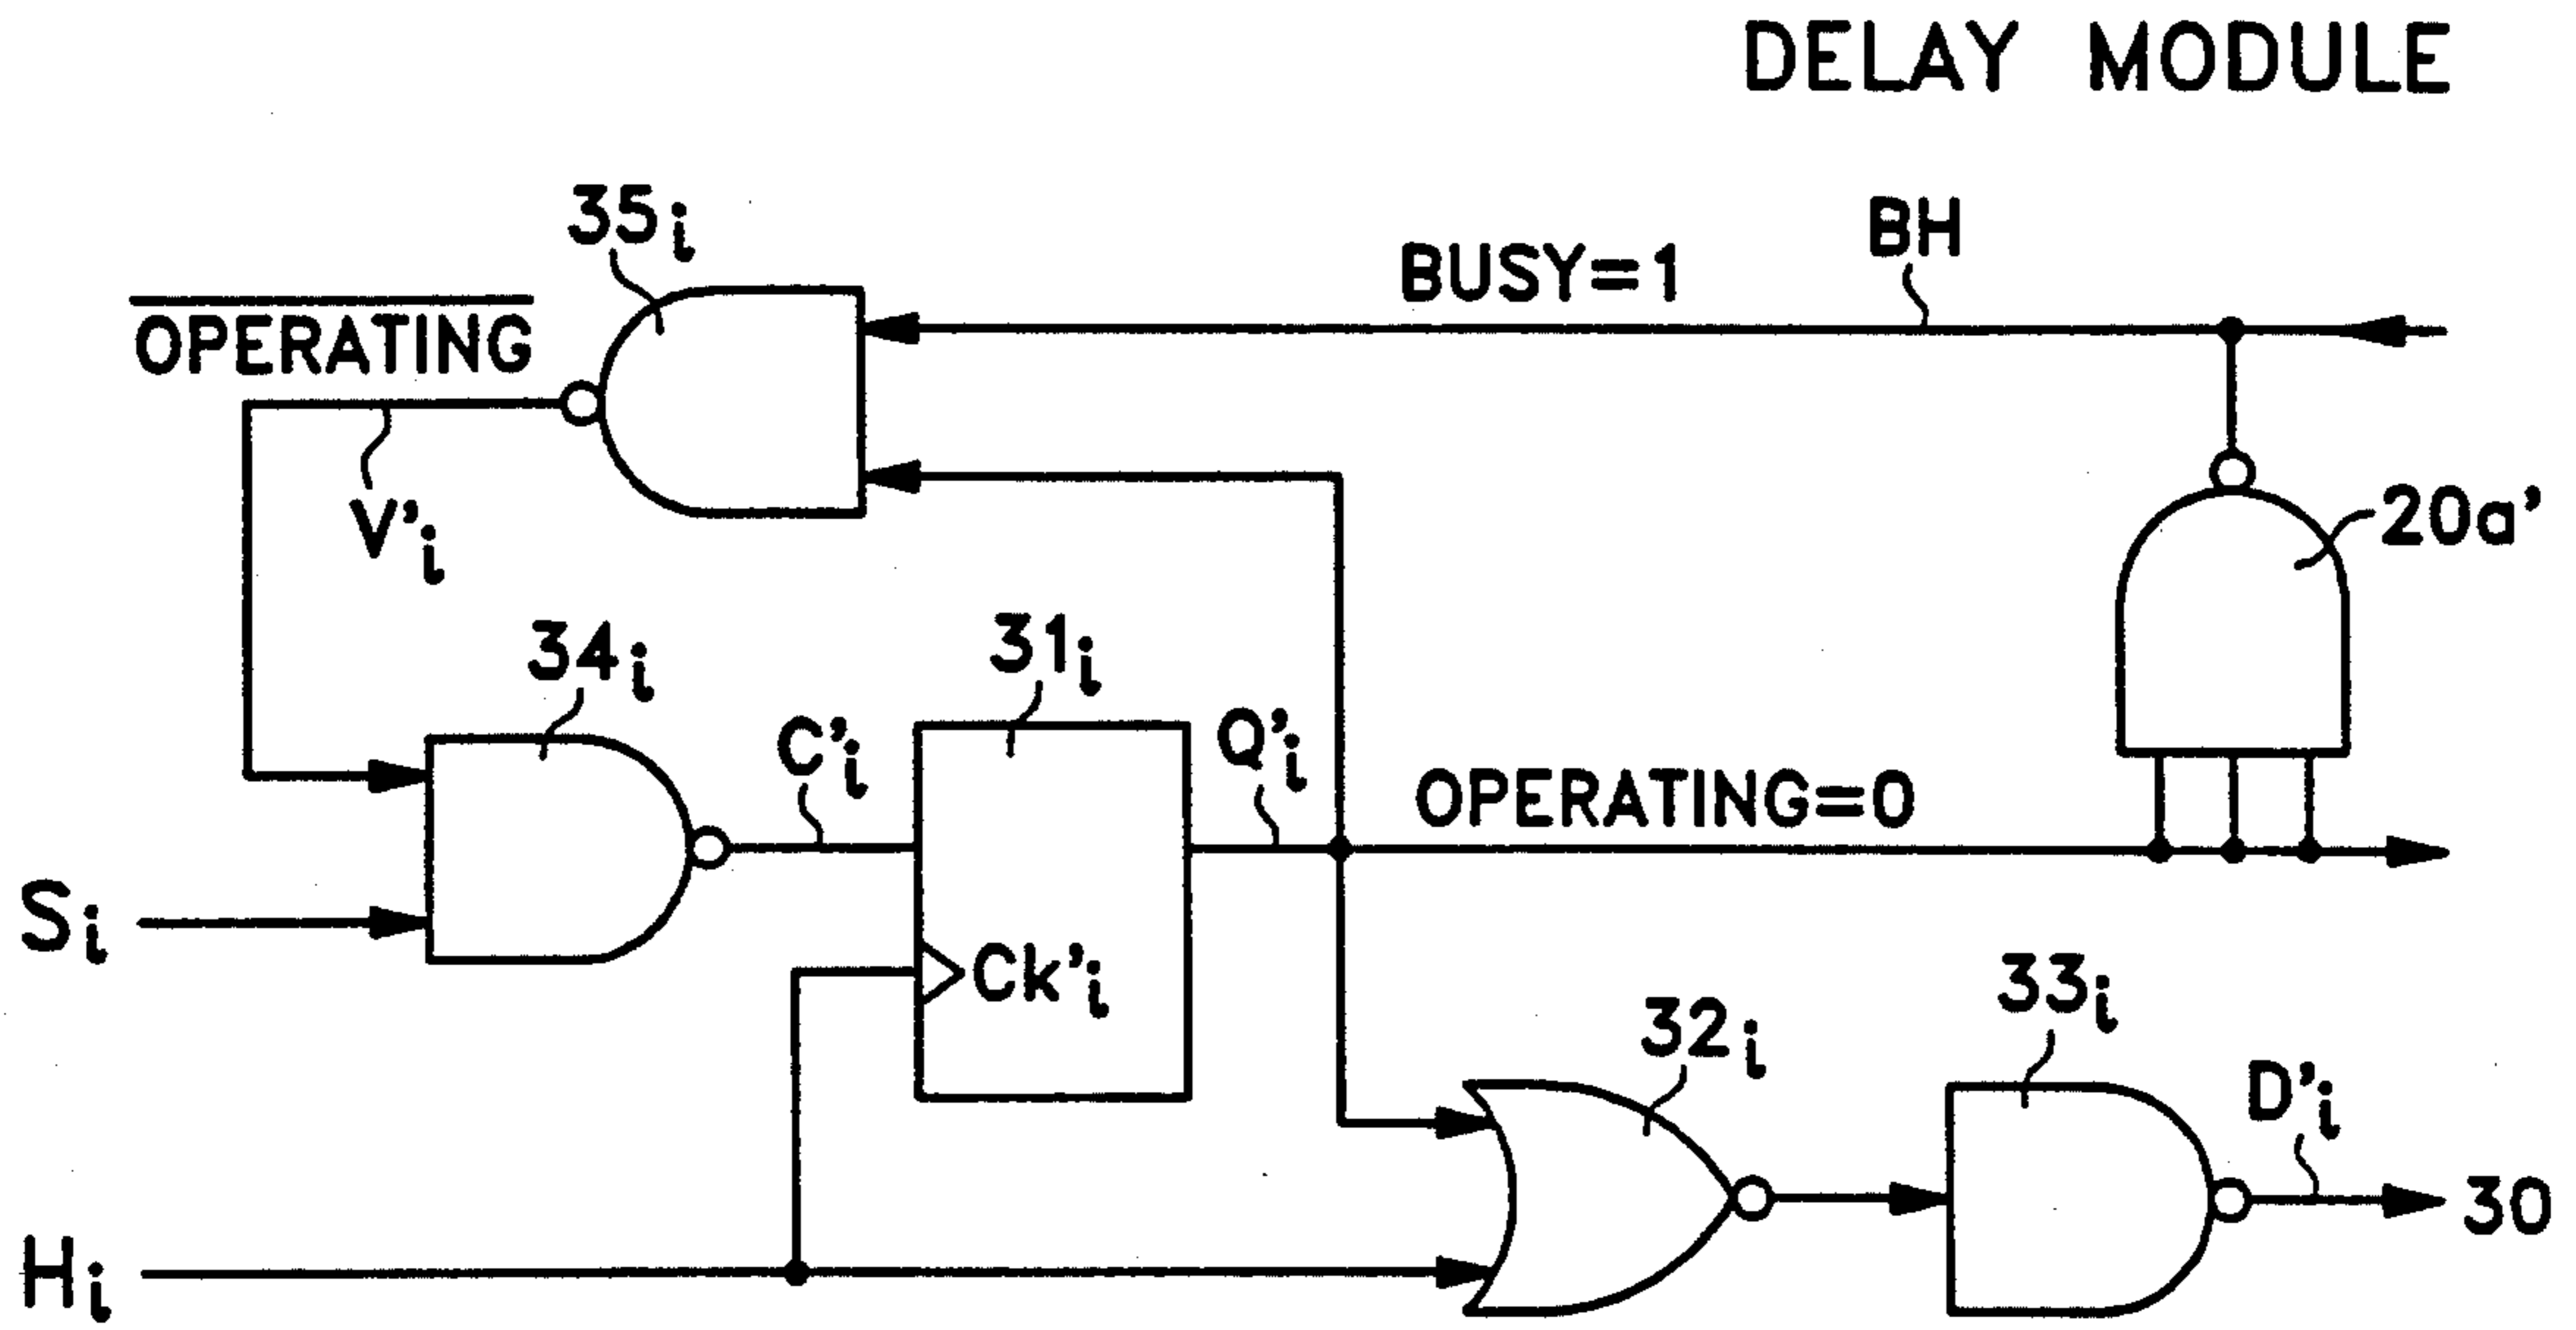 DELAY MODULE
35i
BH
BUSY=1
OPERATING
V'i
20a'
34i
31i
C'i
Q'i
OPERATING=0
Si
Ck'i
32i
33i
D'i
30
Hi